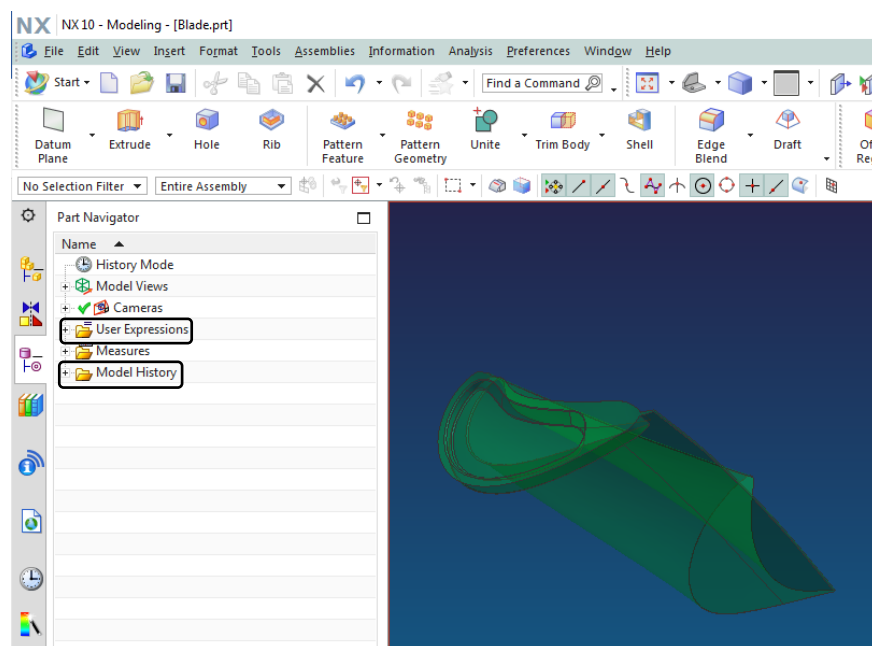 NX NX 10 - Modeling - [Blade.prt]
File Edit View Insert Format Tools Assemblies Information Analysis Preferences Window Help
Start Find a Command
Datum Plane Extrude Hole Rib Pattern Feature Pattern Geometry Unite Trim Body Shell Edge Blend Draft
No Selection Filter Entire Assembly
Part Navigator
Name
History Mode
Model Views
Cameras
User Expressions
Measures
Model History